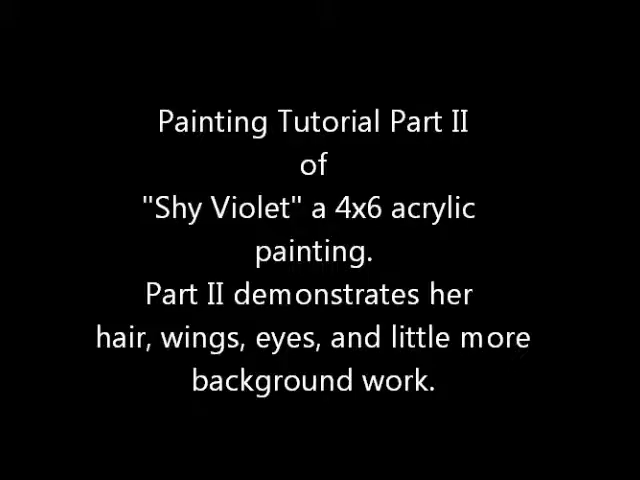 Painting Tutorial Part II
of
"Shy Violet" a 4x6 acrylic
painting.
Part II demonstrates her
hair, wings, eyes, and little more
background work.